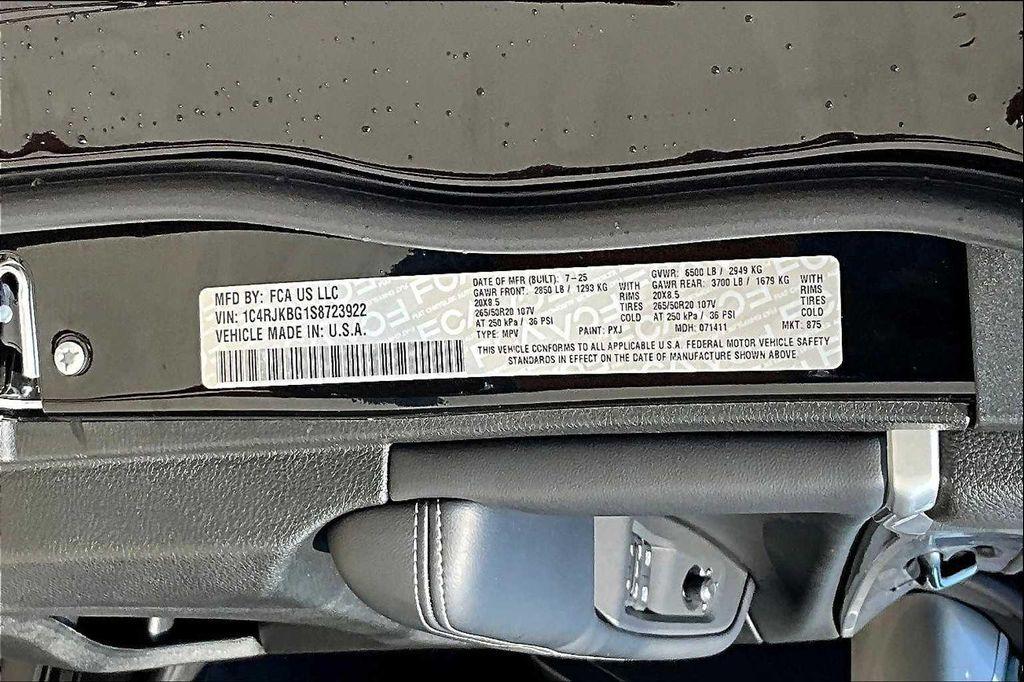 MFD BY: FCA US LLC
VIN: 1C4RJKBG1S8723922
VEHICLE MADE IN U.S.A.
DATE OF MFR (BUILT): 7-25
GAWR FRONT: 2850 LB / 1293 KG WITH
20X8.5 RIMS
265/50R20 107V TIRES
AT 250 kPa / 36 PSI COLD
TYPE: MPV
GVWR: 6500 LB / 2949 KG
GAWR REAR: 3700 LB / 1679 KG WITH
20X8.5 RIMS
265/50R20 107V TIRES
AT 250 kPa / 36 PSI COLD
PAINT: PXJ MDH: 071411 MKT: 875
THIS VEHICLE CONFORMS TO ALL APPLICABLE U.S.A. FEDERAL MOTOR VEHICLE SAFETY
STANDARDS IN EFFECT ON THE DATE OF MANUFACTURE SHOWN ABOVE.